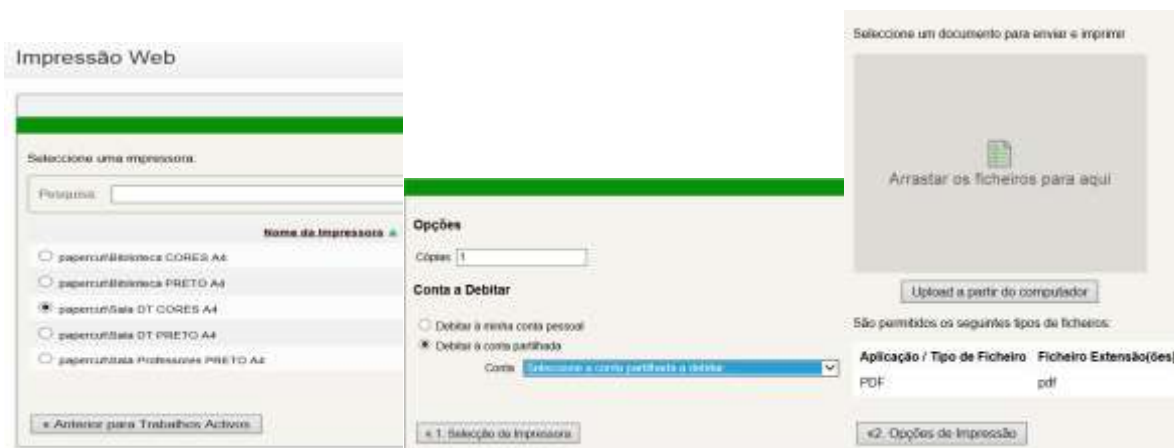 Impressão Web
Seleccione uma impressora:
Pesquisa:
Nome da Impressora
papercut\Biblioteca CORES A4
papercut\Biblioteca PRETO A4
papercut\Sala DT CORES A4
papercut\Sala DT PRETO A4
papercut\Sala Professores PRETO A4
« Anterior para Trabalhos Activos
Opções
Cópias 1
Conta a Debitar
Debitar à minha conta pessoal
Debitar à conta partilhada
Conta Seleccione a conta partilhada a debitar
« 1. Selecção da Impressora
Seleccione um documento para enviar e imprimir
Arrastar os ficheiros para aqui
Upload a partir do computador
São permitidos os seguintes tipos de ficheiros:
Aplicação / Tipo de Ficheiro Ficheiro Extensão(ões)
PDF pdf
«2. Opções de Impressão